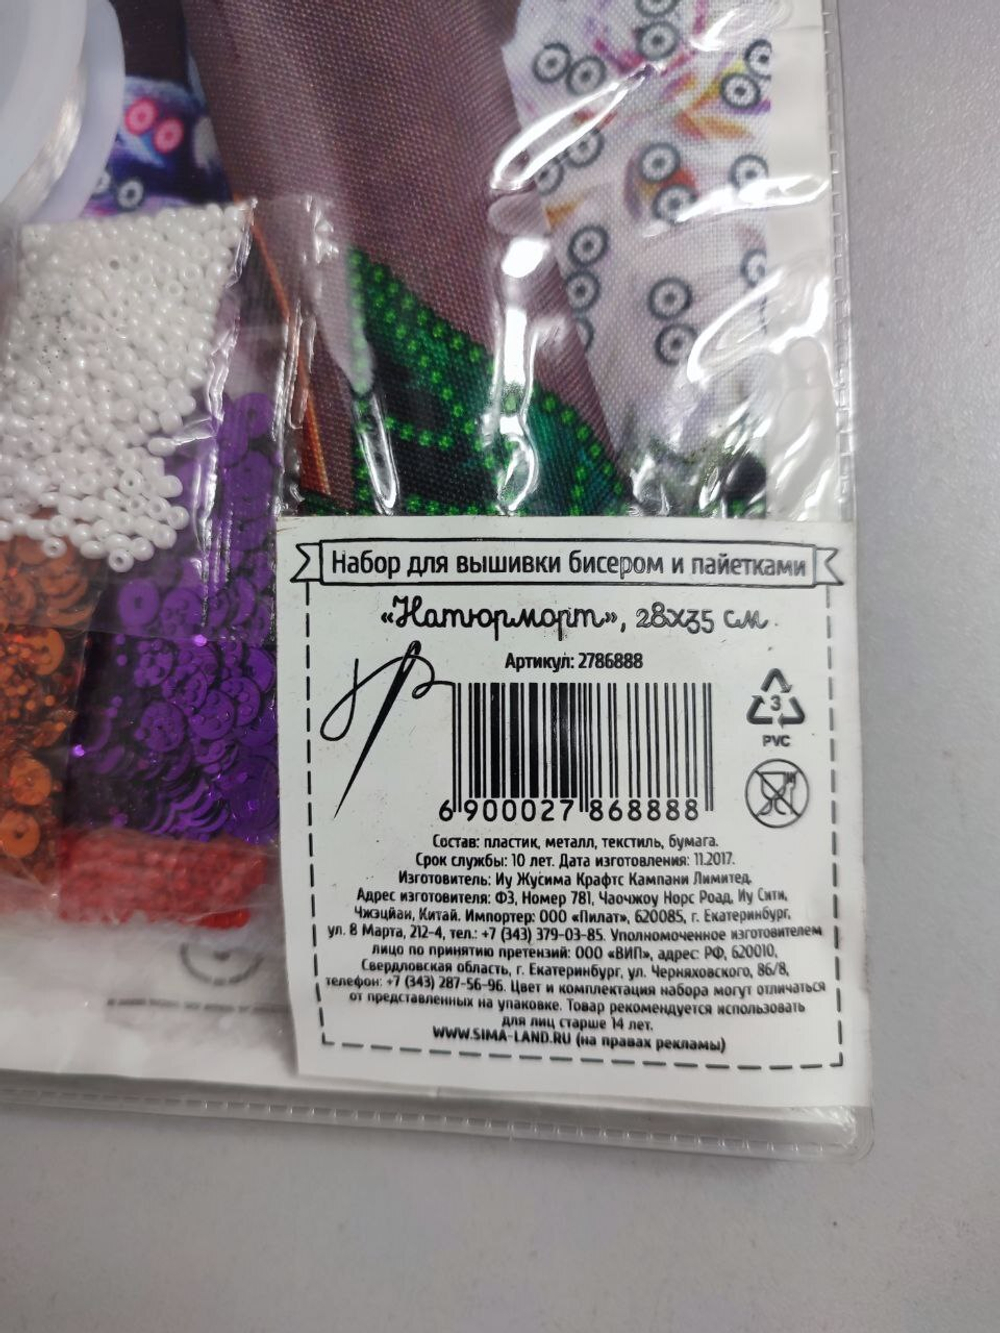 Набор для вышивки бисером и пайетками
«Натюрморт», 28х35 см.
Артикул: 2786888
3
PVC
6 900027 868888
Состав: пластик, металл, текстиль, бумага.
Срок службы: 10 лет. Дата изготовления: 11.2017.
Изготовитель: Иу Жусима Крафтс Кампани Лимитед.
Адрес изготовителя: Ф3, Номер 781, Чаочжоу Норс Роад, Иу Сити,
Чжэцйан, Китай. Импортер: ООО «Пилат», 620085, г. Екатеринбург,
ул. 8 Марта, 212-4, тел.: +7 (343) 379-03-85. Уполномоченное изготовителем
лицо по принятию претензий: ООО «ВИП», адрес: РФ, 620010,
Свердловская область, г. Екатеринбург, ул. Черняховского, 86/8,
телефон: +7 (343) 287-56-96. Цвет и комплектация набора могут отличаться
от представленных на упаковке. Товар рекомендуется использовать
для лиц старше 14 лет.
WWW.SIMA-LAND.RU (на правах рекламы)